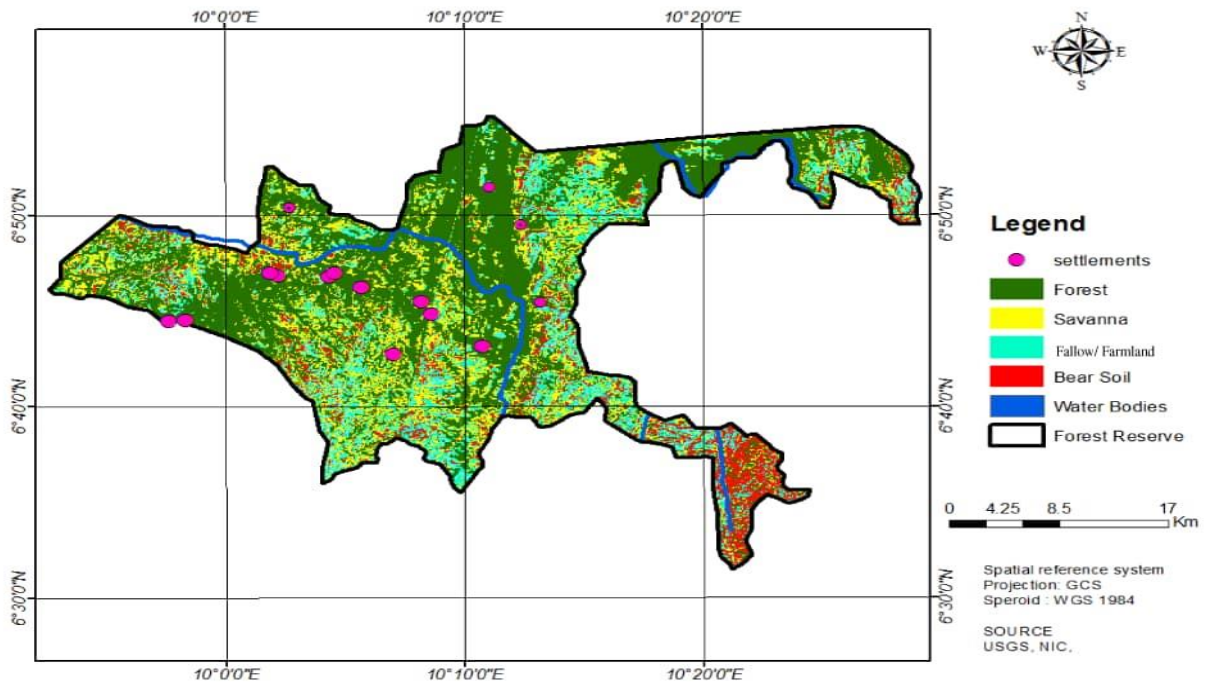 10°0'0"E 10°10'0"E 10°20'0"E
N
W E
S
6°50'0"N 6°50'0"N
6°40'0"N 6°40'0"N
6°30'0"N 6°30'0"N
10°0'0"E 10°10'0"E 10°20'0"E
Legend
settlements
Forest
Savanna
Fallow/ Farmland
Bear Soil
Water Bodies
Forest Reserve
0 4.25 8.5 17
Km
Spatial reference system
Projection: GCS
Speroid : WGS 1984
SOURCE
USGS, NIC,